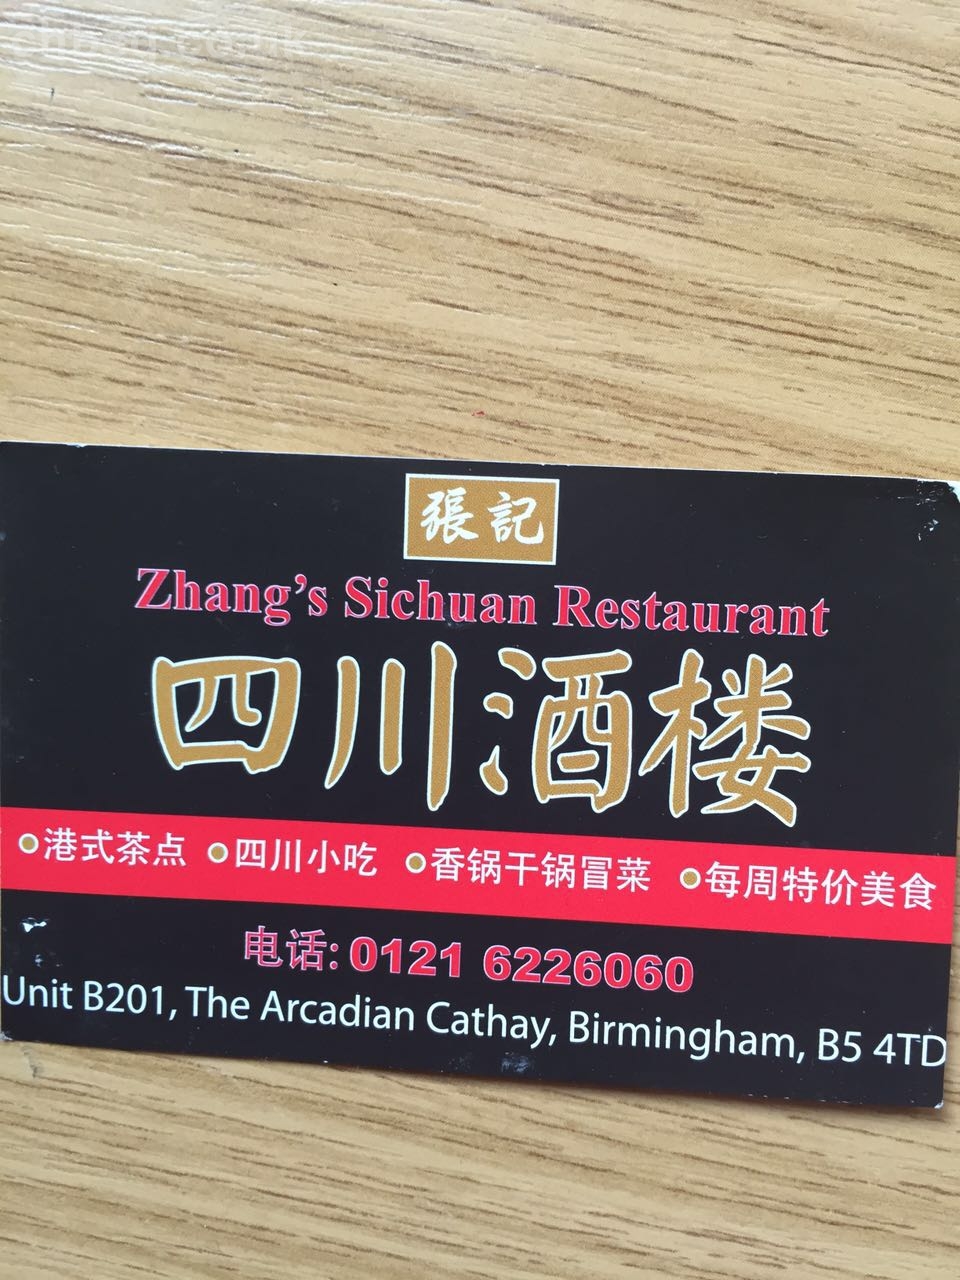 張記
Zhang's Sichuan Restaurant
四川酒楼
港式茶点 四川小吃 香锅干锅冒菜 每周特价美食
电话: 0121 6226060
Unit B201, The Arcadian Cathay, Birmingham, B5 4TD